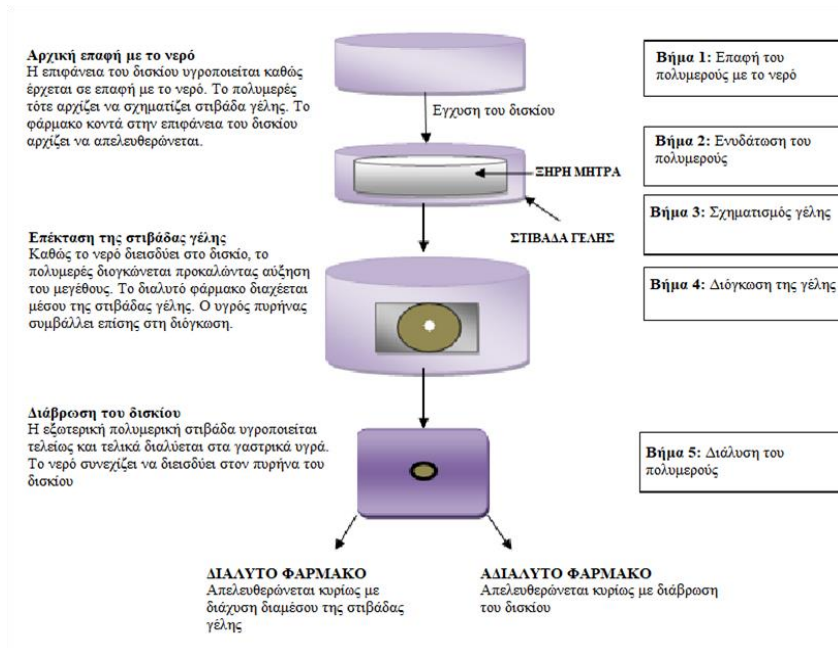 Αρχική επαφή με το νερό
Η επιφάνεια του δισκίου υγροποιείται καθώς
έρχεται σε επαφή με το νερό. Το πολυμερές
τότε αρχίζει να σχηματίζει στιβάδα γέλης. Το
φάρμακο κοντά στην επιφάνεια του δισκίου
αρχίζει να απελευθερώνεται.
Βήμα 1: Επαφή του
πολυμερούς με το νερό
Εγχυση του δισκίου
Βήμα 2: Ενυδάτωση του
πολυμερούς
ΞΗΡΗ ΜΗΤΡΑ
Βήμα 3: Σχηματισμός γέλης
ΣΤΙΒΑΔΑ ΓΕΛΗΣ
Επέκταση της στιβάδας γέλης
Καθώς το νερό διεισδύει στο δισκίο, το
πολυμερές διογκώνεται προκαλώντας αύξηση
του μεγέθους. Το διαλυτό φάρμακο διαχέεται
μέσου της στιβάδας γέλης. Ο υγρός πυρήνας
συμβάλλει επίσης στη διόγκωση.
Βήμα 4: Διόγκωση της γέλης
Διάβρωση του δισκίου
Η εξωτερική πολυμερική στιβάδα υγροποιείται
τελείως και τελικά διαλύεται στα γαστρικά υγρά.
Το νερό συνεχίζει να διεισδύει στον πυρήνα του
δισκίου
Βήμα 5: Διάλυση του
πολυμερούς
ΔΙΑΛΥΤΟ ΦΑΡΜΑΚΟ
Απελευθερώνεται κυρίως με
διάχυση διαμέσου της στιβάδας
γέλης
ΑΔΙΑΛΥΤΟ ΦΑΡΜΑΚΟ
Απελευθερώνεται κυρίως με διάβρωση
του δισκίου